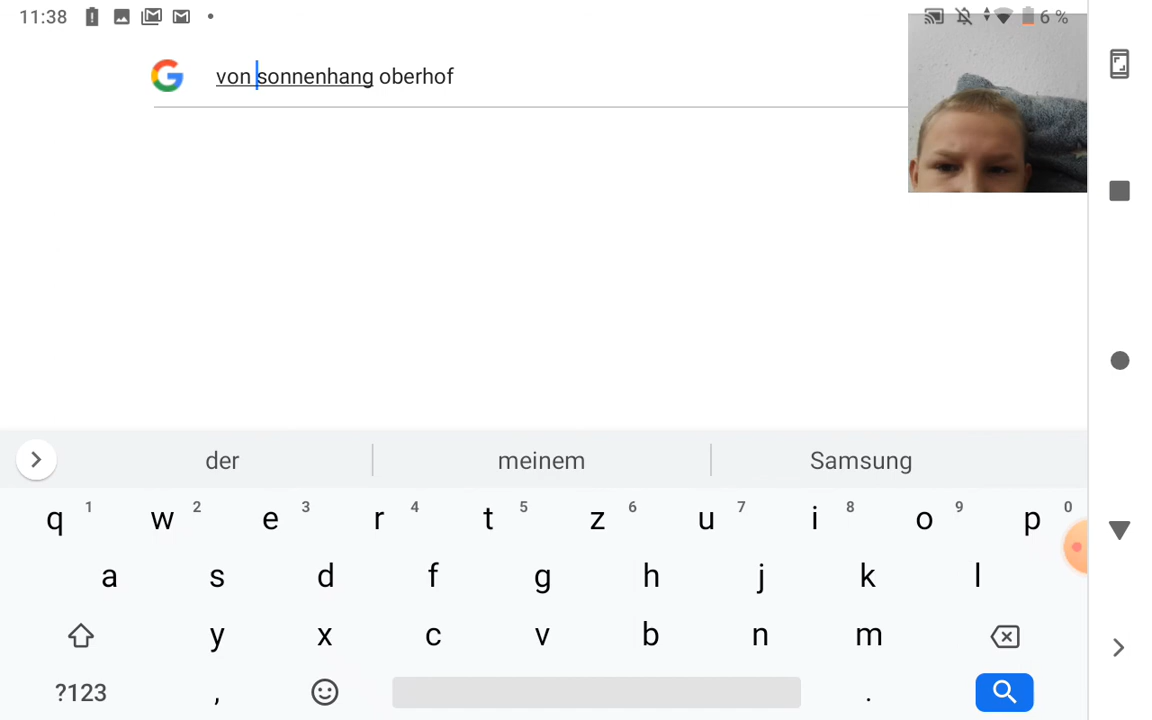 11:38 6 %
von sonnenhang oberhof
der meinem Samsung
q 1 w 2 e 3 r 4 t 5 z 6 u 7 i 8 o 9 p 0
a s d f g h j k l
y x c v b n m
?123 , .